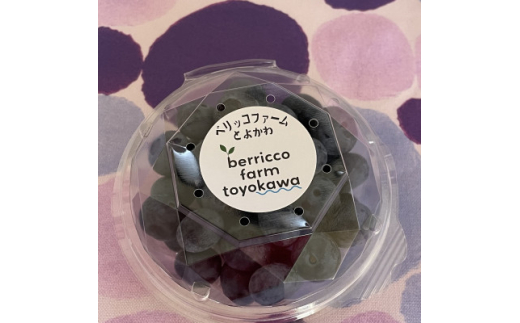 ベリッコファーム
とよかわ
berricco
farm
toyokawa